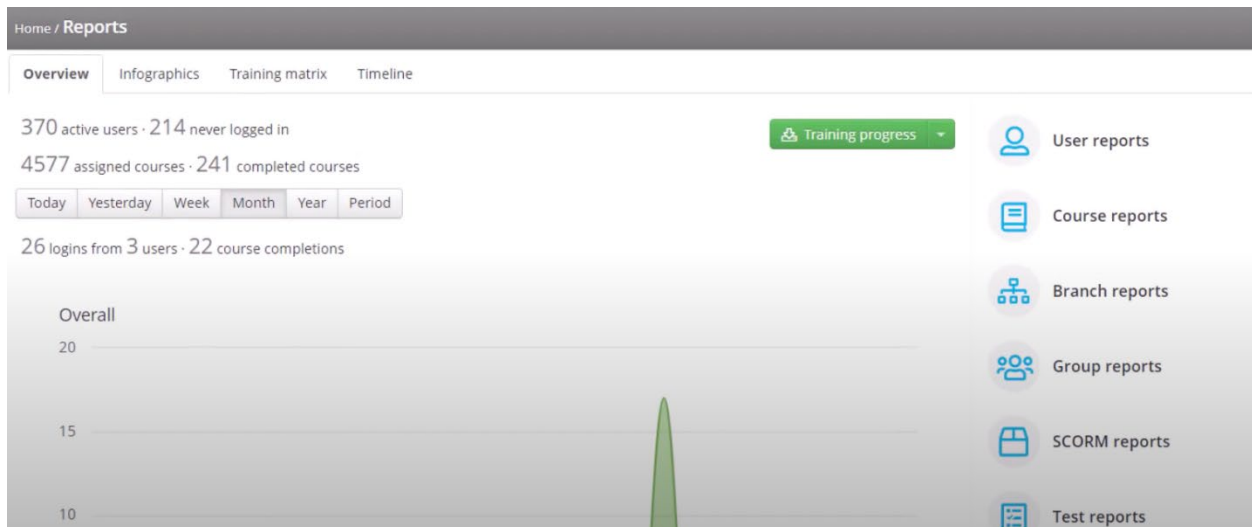 Home / Reports
Overview Infographics Training matrix Timeline
370 active users · 214 never logged in
4577 assigned courses · 241 completed courses
Training progress
Today Yesterday Week Month Year Period
26 logins from 3 users · 22 course completions
Overall
20
15
10
User reports
Course reports
Branch reports
Group reports
SCORM reports
Test reports